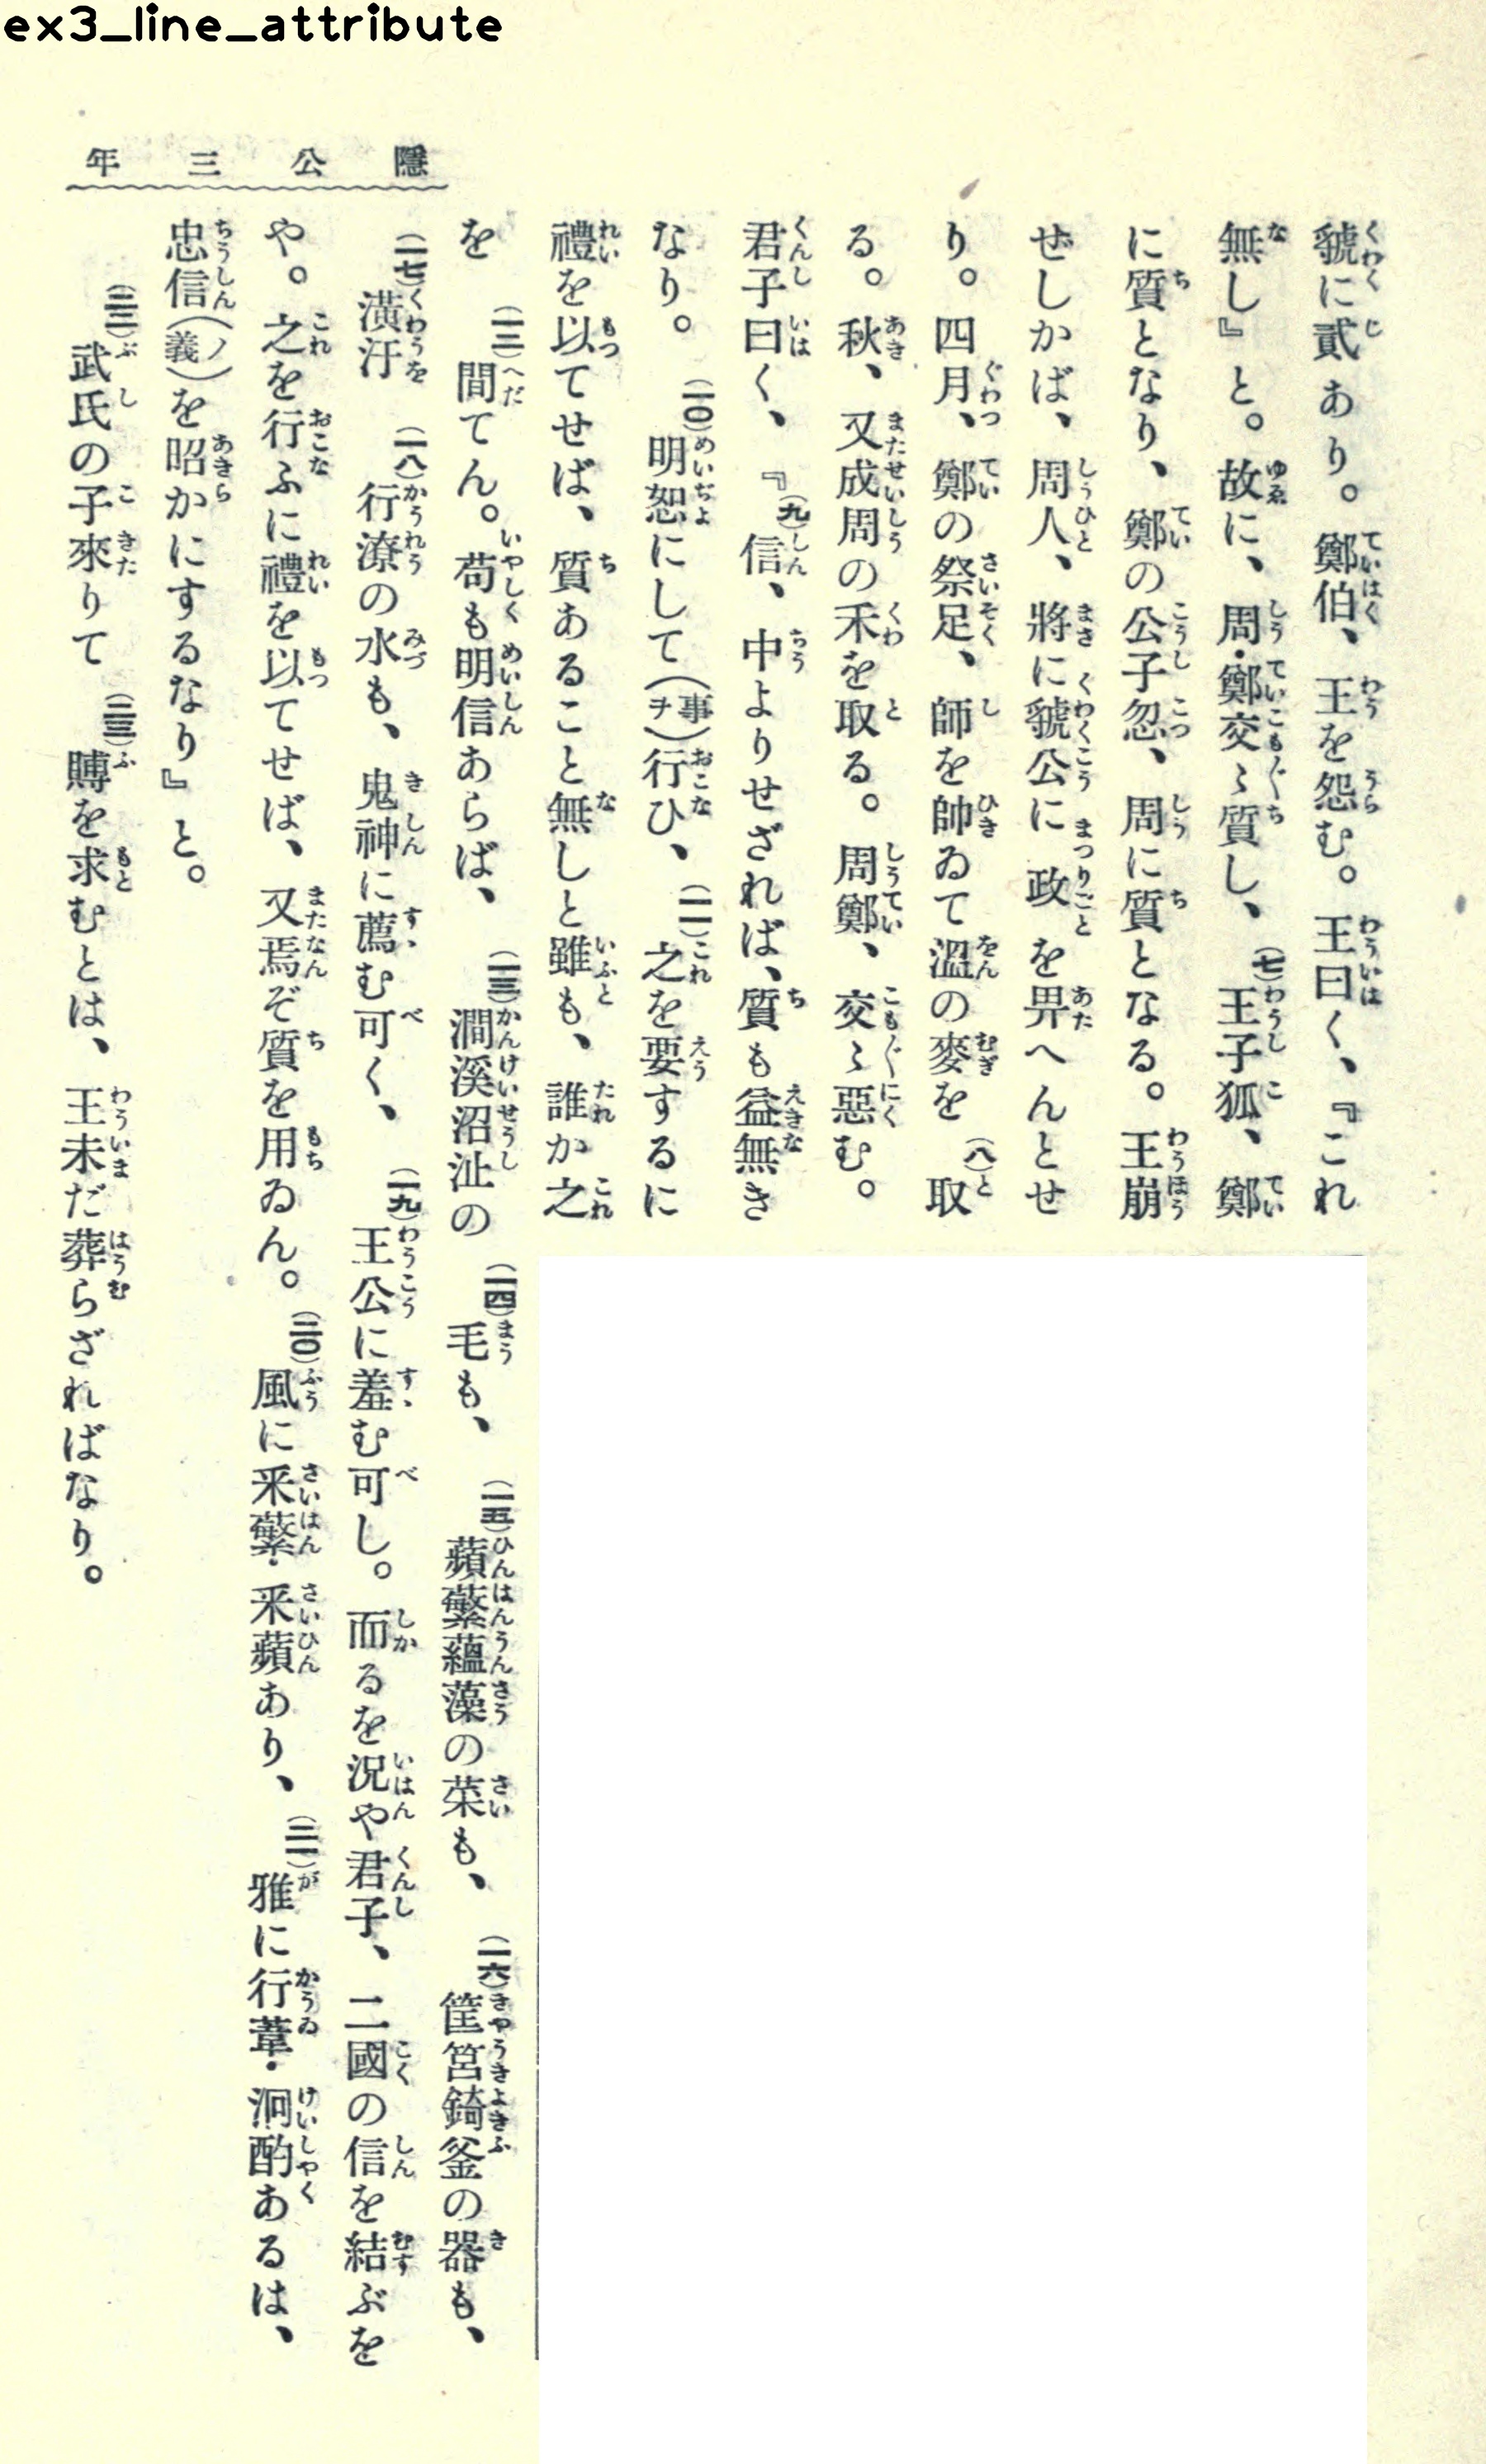 ex3_line_attribute
隱公三年
虢に貳あり。鄭伯、王を怨む。王曰く、『これ
無し』と。故に、周・鄭交〻質し、(七)王子狐、鄭
に質となり、鄭の公子忽、周に質となる。王崩
ぜしかば、周人、將に虢公に政を畀へんとせ
り。四月、鄭の祭足、師を帥ゐて溫の麥を(八)取
る。秋、又成周の禾を取る。周鄭、交〻惡む。
君子曰く、『(九)信、中よりせざれば、質も益無き
なり。(一〇)明恕にして(事ヲ)行ひ、(一一)之を要するに
禮を以てせば、質あること無しと雖も、誰か之
を(一二)間てん。苟も明信あらば、(一三)澗溪沼沚の(一四)毛も、(一五)蘋蘩薀藻の菜も、(一六)筐筥錡釜の器も、
(一七)潢汙(一八)行潦の水も、鬼神に薦む可く、(一九)王公に羞む可し。而るを況や君子、二國の信を結ぶを
や。之を行ふに禮を以てせば、又焉ぞ質を用ゐん。(二〇)風に采蘩・采蘋あり、(二一)雅に行葦・泂酌あるは、
忠信(ノ義)を昭かにするなり』と。
(二二)武氏の子來りて(二三)賻を求むとは、王未だ葬らざればなり。